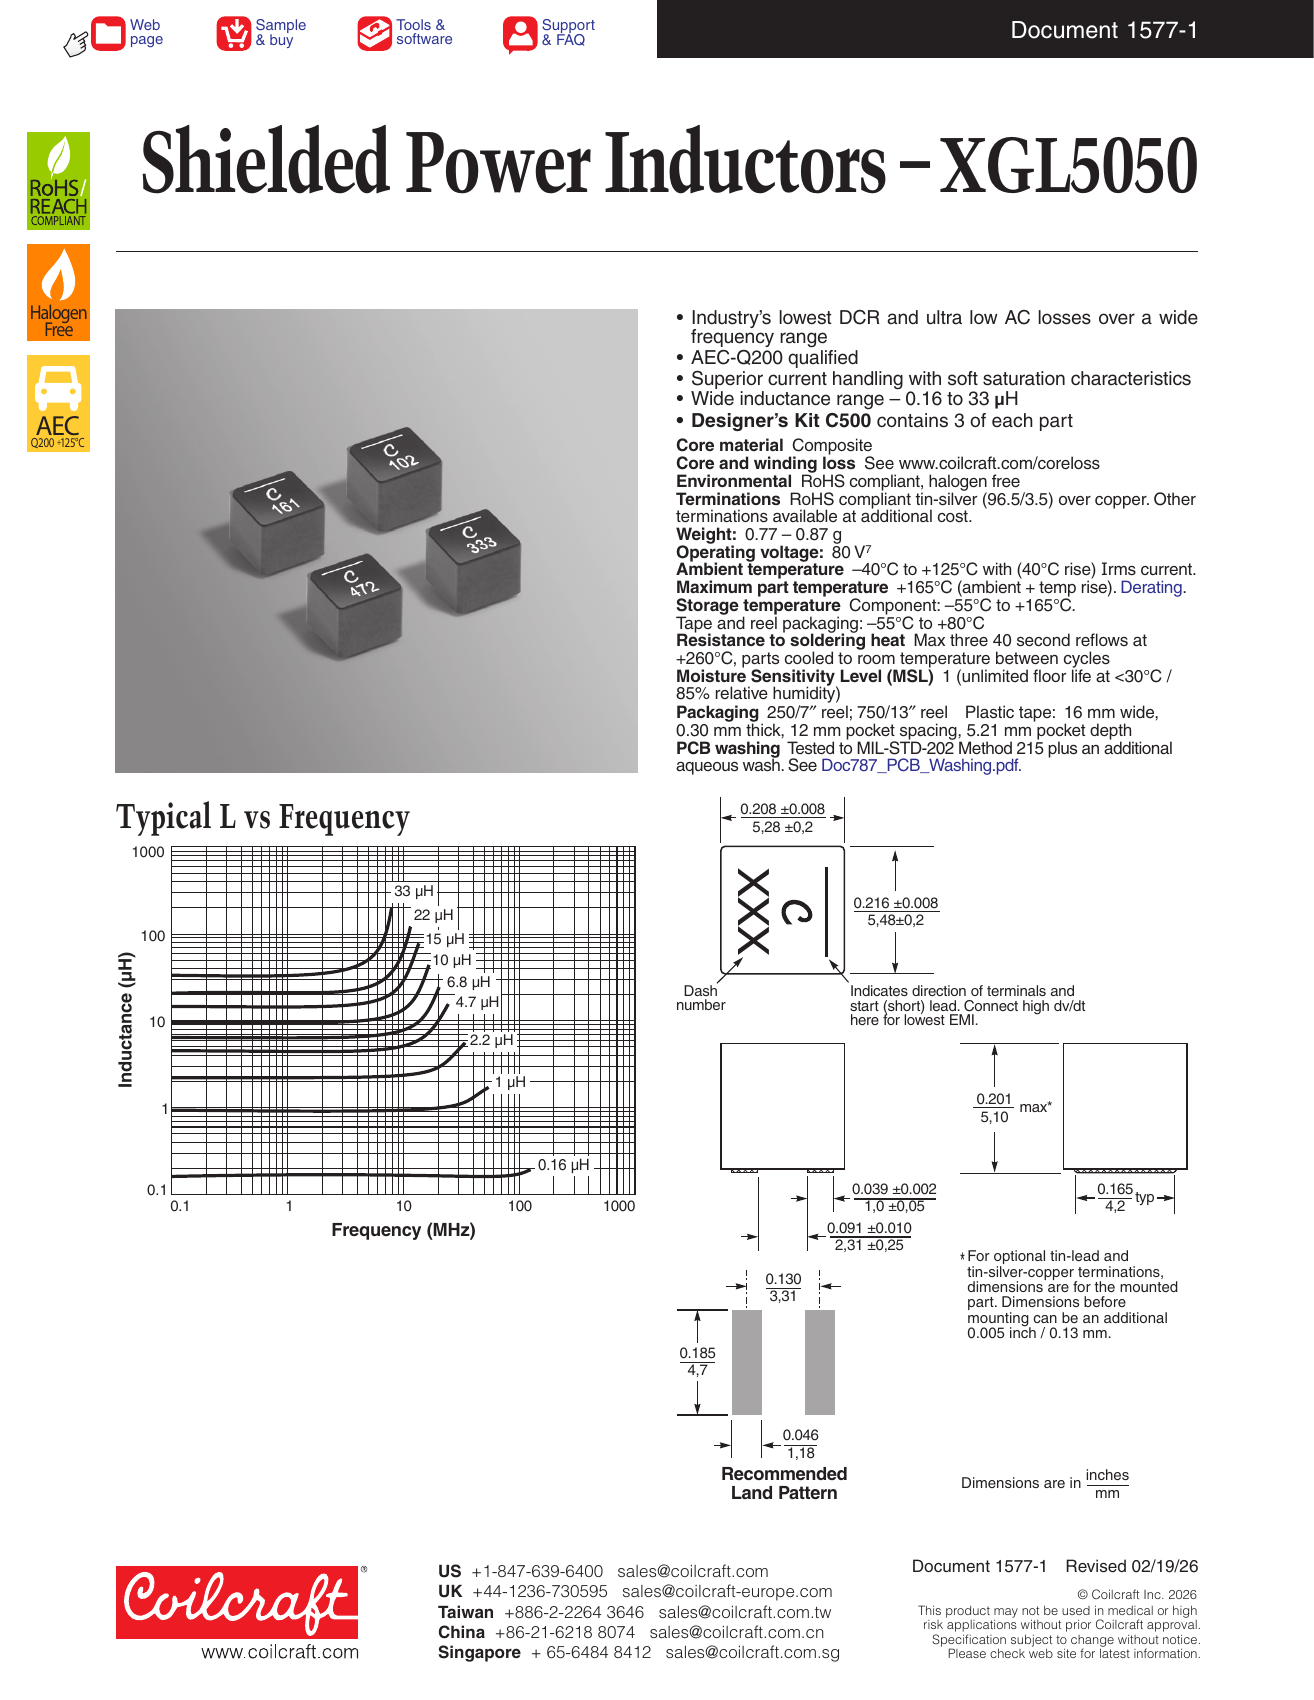 Web
page
Sample
& buy
Tools &
software
Support
& FAQ
Document 1577-1
Shielded Power Inductors – XGL5050
RoHS/
REACH
COMPLIANT
Halogen
Free
AEC
Q200 +125°C
C
102
C
161
C
333
C
472
• Industry's lowest DCR and ultra low AC losses over a wide
frequency range
• AEC-Q200 qualified
• Superior current handling with soft saturation characteristics
• Wide inductance range – 0.16 to 33 µH
• Designer's Kit C500 contains 3 of each part
Core material Composite
Core and winding loss See www.coilcraft.com/coreloss
Environmental RoHS compliant, halogen free
Terminations RoHS compliant tin-silver (96.5/3.5) over copper. Other
terminations available at additional cost.
Weight: 0.77 – 0.87 g
Operating voltage: 80 V7
Ambient temperature –40°C to +125°C with (40°C rise) Irms current.
Maximum part temperature +165°C (ambient + temp rise). Derating.
Storage temperature Component: –55°C to +165°C.
Tape and reel packaging: –55°C to +80°C
Resistance to soldering heat Max three 40 second reflows at
+260°C, parts cooled to room temperature between cycles
Moisture Sensitivity Level (MSL) 1 (unlimited floor life at <30°C /
85% relative humidity)
Packaging 250/7″ reel; 750/13″ reel Plastic tape: 16 mm wide,
0.30 mm thick, 12 mm pocket spacing, 5.21 mm pocket depth
PCB washing Tested to MIL-STD-202 Method 215 plus an additional
aqueous wash. See Doc787_PCB_Washing.pdf.
Typical L vs Frequency
1000
100
10
1
0.1
Inductance (µH)
33 µH
22 µH
15 µH
10 µH
6.8 µH
4.7 µH
2.2 µH
1 µH
0.16 µH
0.1 1 10 100 1000
Frequency (MHz)
0.208 ±0.008
5,28 ±0,2
XXX
C
0.216 ±0.008
5,48±0,2
Dash
number
Indicates direction of terminals and
start (short) lead. Connect high dv/dt
here for lowest EMI.
0.201
5,10
max*
0.039 ±0.002
1,0 ±0,05
0.091 ±0.010
2,31 ±0,25
0.165
4,2
typ
0.130
3,31
0.185
4,7
0.046
1,18
Recommended
Land Pattern
* For optional tin-lead and
tin-silver-copper terminations,
dimensions are for the mounted
part. Dimensions before
mounting can be an additional
0.005 inch / 0.13 mm.
Dimensions are in inches
mm
Coilcraft ®
www.coilcraft.com
US +1-847-639-6400 sales@coilcraft.com
UK +44-1236-730595 sales@coilcraft-europe.com
Taiwan +886-2-2264 3646 sales@coilcraft.com.tw
China +86-21-6218 8074 sales@coilcraft.com.cn
Singapore + 65-6484 8412 sales@coilcraft.com.sg
Document 1577-1 Revised 02/19/26
© Coilcraft Inc. 2026
This product may not be used in medical or high
risk applications without prior Coilcraft approval.
Specification subject to change without notice.
Please check web site for latest information.